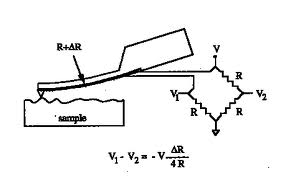 R+ΔR
V
R
V₁
V₂
R
R
sample
V₁ - V₂ = -V ΔR/4R